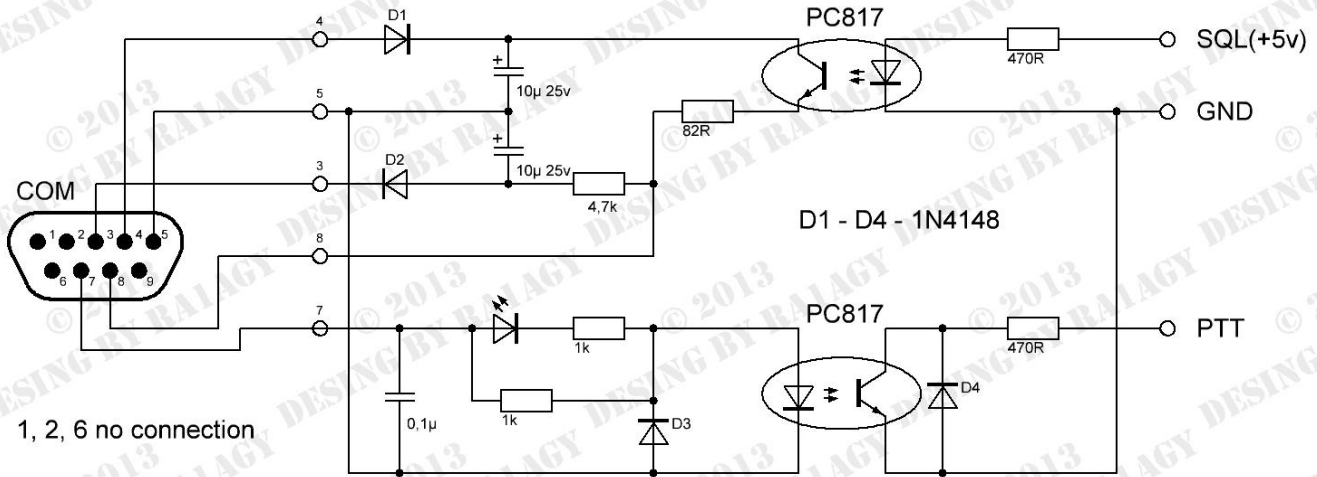 4
D1
PC817
SQL(+5v)
470R
+
10µ 25v
5
82R
GND
+
10µ 25v
3
D2
4,7k
COM
D1 - D4 - 1N4148
1 2 3 4 5
6 7 8 9
8
7
PC817
1k
470R
PTT
1k
0,1µ
D3
D4
1, 2, 6 no connection
© 2013
DESING BY RA1AGY